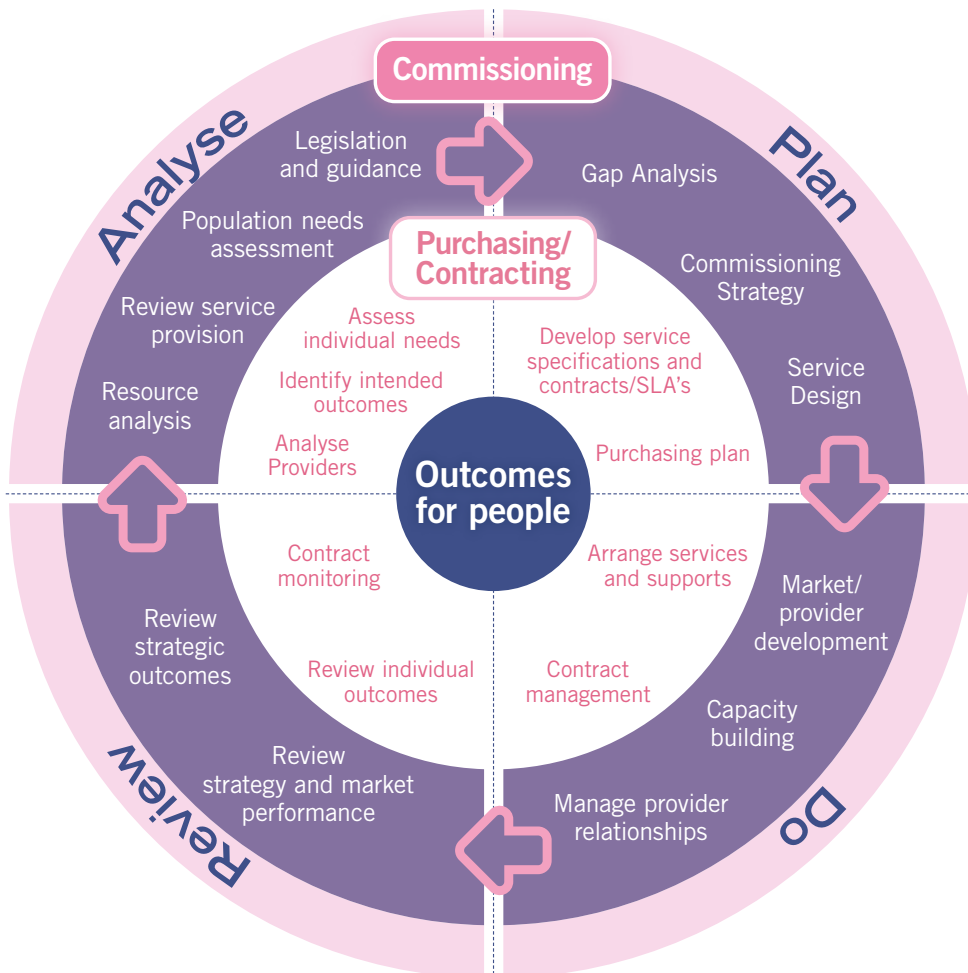 Commissioning
Analyse
Legislation
and guidance
Population needs
assessment
Review service
provision
Resource
analysis
Plan
Gap Analysis
Commissioning
Strategy
Service
Design
Purchasing/
Contracting
Assess
individual needs
Identify intended
outcomes
Analyse
Providers
Develop service
specifications and
contracts/SLA's
Purchasing plan
Outcomes
for people
Contract
monitoring
Review individual
outcomes
Arrange services
and supports
Contract
management
Review
strategic
outcomes
Review
strategy and market
performance
Review
Market/
provider
development
Capacity
building
Manage provider
relationships
Do